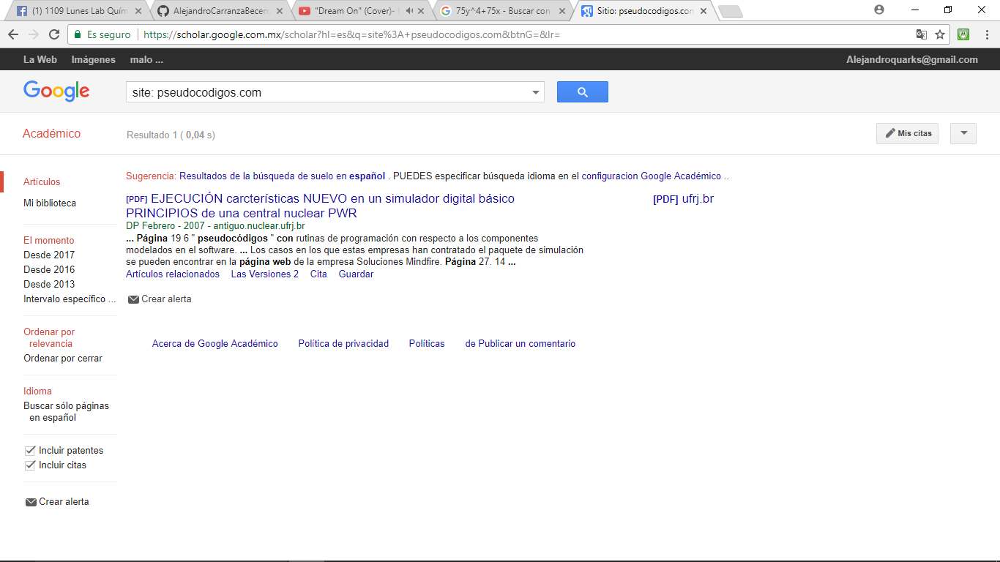 (1) 1109 Lunes Lab Quím
AlejandroCarranzaBecerr
"Dream On" (Cover)-
75y^4+75x - Buscar con
Sitio: pseudocodigos.com
Es seguro
https://scholar.google.com.mx/scholar?hl=es&q=site%3A+pseudocodigos.com&btnG=&lr=
La Web Imágenes malo ...
Alejandroquarks@gmail.com
Google
site: pseudocodigos.com
Académico
Resultado 1 ( 0,04 s)
Mis citas
Artículos
Mi biblioteca
El momento
Desde 2017
Desde 2016
Desde 2013
Intervalo específico ...
Ordenar por
relevancia
Ordenar por cerrar
Idioma
Buscar sólo páginas
en español
Incluir patentes
Incluir citas
Crear alerta
Sugerencia: Resultados de la búsqueda de suelo en español . PUEDES especificar búsqueda idioma en el configuracion Google Académico ..
[PDF] EJECUCIÓN carcterísticas NUEVO en un simulador digital básico
PRINCIPIOS de una central nuclear PWR
[PDF] ufrj.br
DP Febrero - 2007 - antiguo.nuclear.ufrj.br
... Página 19 6 " pseudocódigos " con rutinas de programación con respecto a los componentes
modelados en el software. ... Los casos en los que estas empresas han contratado el paquete de simulación
se pueden encontrar en la página web de la empresa Soluciones Mindfire. Página 27. 14 ...
Artículos relacionados Las Versiones 2 Cita Guardar
Crear alerta
Acerca de Google Académico Política de privacidad Políticas de Publicar un comentario